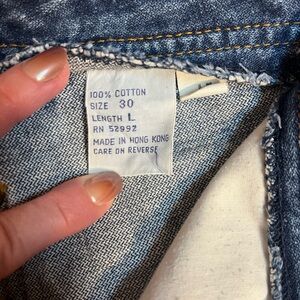 100% COTTON
SIZE 30
LENGTH L
RN 52992
MADE IN HONG KONG
CARE ON REVERSE